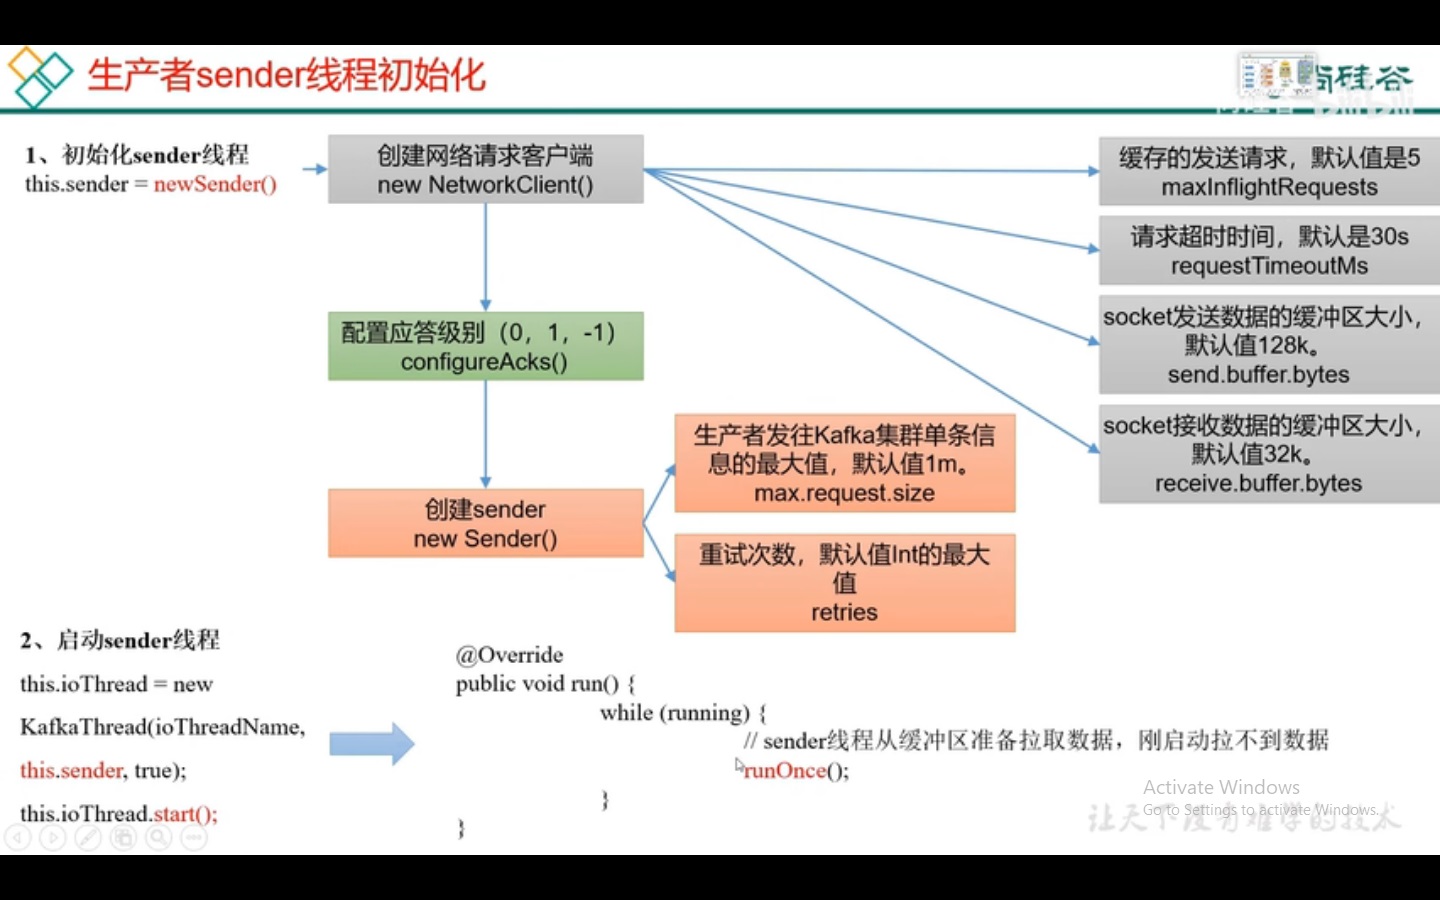 生产者sender线程初始化
尚硅谷
1、初始化sender线程
this.sender = newSender()
创建网络请求客户端
new NetworkClient()
缓存的发送请求，默认值是5
maxInflightRequests
请求超时时间，默认是30s
requestTimeoutMs
socket发送数据的缓冲区大小，
默认值128k。
send.buffer.bytes
socket接收数据的缓冲区大小，
默认值32k。
receive.buffer.bytes
配置应答级别（0，1，-1）
configureAcks()
创建sender
new Sender()
生产者发往Kafka集群单条信
息的最大值，默认值1m。
max.request.size
重试次数，默认值Int的最大
值
retries
2、启动sender线程
this.ioThread = new
KafkaThread(ioThreadName,
this.sender, true);
this.ioThread.start();
@Override
public void run() {
while (running) {
// sender线程从缓冲区准备拉取数据，刚启动拉不到数据
runOnce();
}
}
Activate Windows
Go to Settings to activate Windows.
让天下没有难学的技术